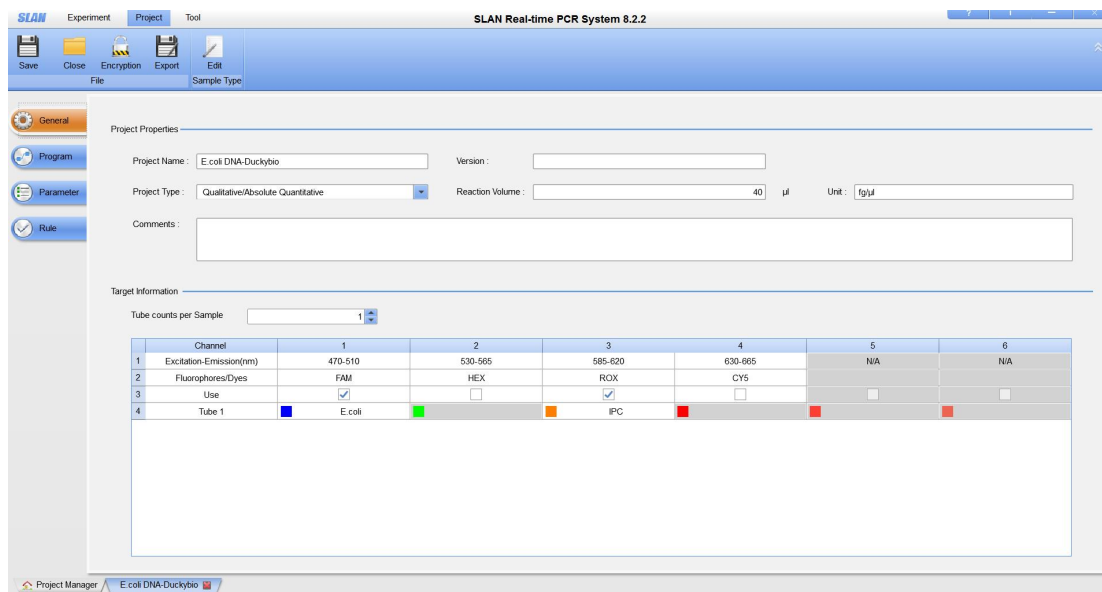 SLAN Experiment Project Tool SLAN Real-time PCR System 8.2.2 ?
Save Close Encryption Export Edit
File Sample Type
General
Program
Parameter
Rule
Project Properties
Project Name : E.coli DNA-Duckybio Version :
Project Type : Qualitative/Absolute Quantitative Reaction Volume : 40 µl Unit : fg/µl
Comments :
Target Information
Tube counts per Sample 1
Channel 1 2 3 4 5 6
1 Excitation-Emission(nm) 470-510 530-565 585-620 630-665 N/A N/A
2 Fluorophores/Dyes FAM HEX ROX CY5
3 Use
4 Tube 1 E.coli IPC
Project Manager E.coli DNA-Duckybio